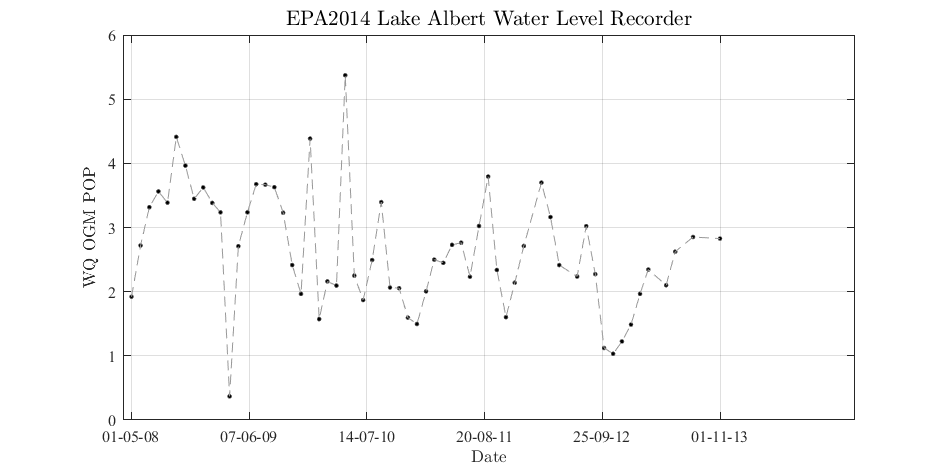 EPA2014 Lake Albert Water Level Recorder
WQ OGM POP
6
5
4
3
2
1
0
01-05-08 07-06-09 14-07-10 20-08-11 25-09-12 01-11-13
Date